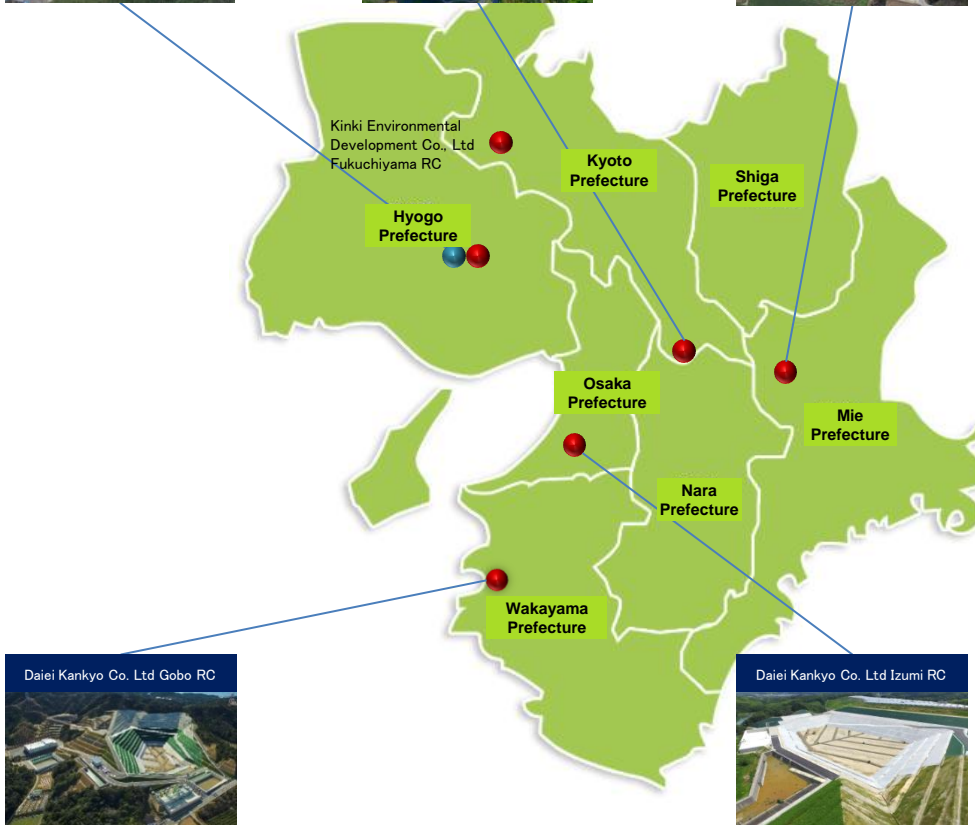 Kinki Environmental
Development Co., Ltd
Fukuchiyama RC
Kyoto
Prefecture
Shiga
Prefecture
Hyogo
Prefecture
Osaka
Prefecture
Mie
Prefecture
Nara
Prefecture
Wakayama
Prefecture
Daiei Kankyo Co. Ltd Gobo RC
Daiei Kankyo Co. Ltd Izumi RC